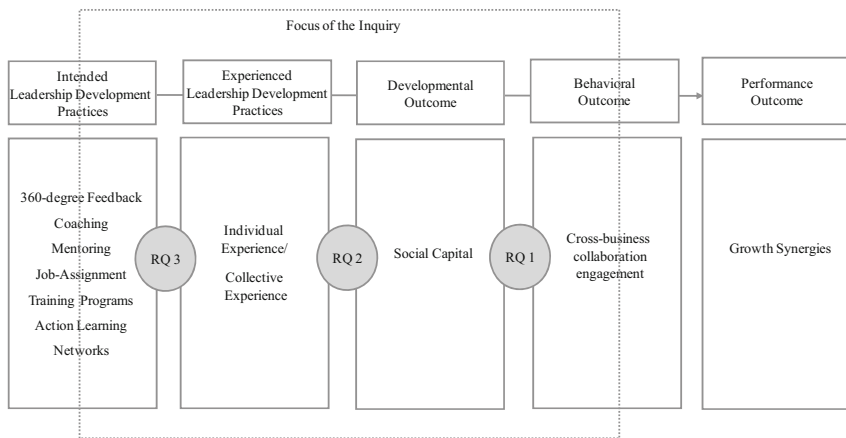 Focus of the Inquiry
Intended
Leadership Development
Practices
Experienced
Leadership Development
Practices
Developmental
Outcome
Behavioral
Outcome
Performance
Outcome
360-degree Feedback
Coaching
Mentoring
Job-Assignment
Training Programs
Action Learning
Networks
RQ 3
Individual
Experience/
Collective
Experience
RQ 2
Social Capital
RQ 1
Cross-business
collaboration
engagement
Growth Synergies